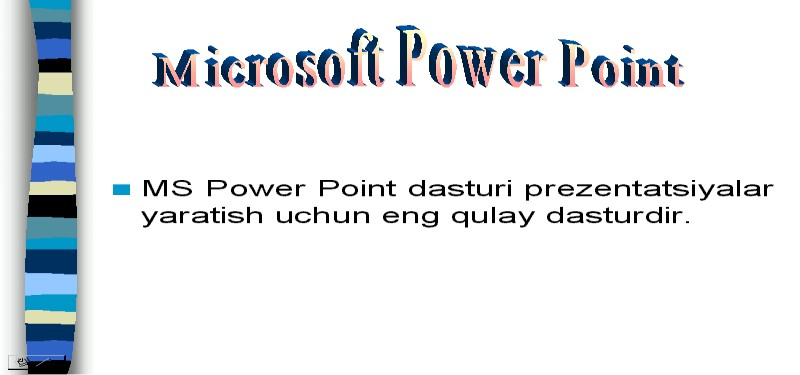 Microsoft Power Point
MS Power Point dasturi prezentatsiyalar
yaratish uchun eng qulay dasturdir.